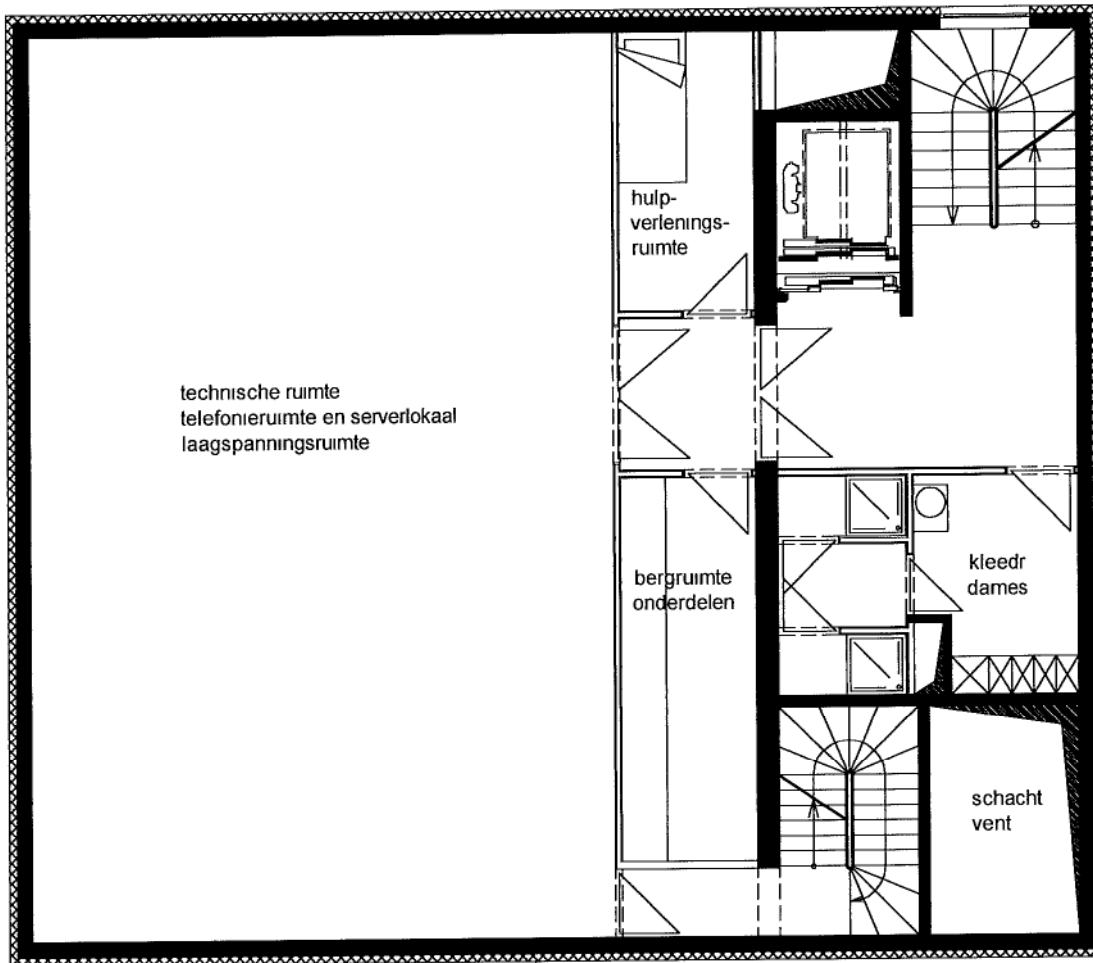 hulp-
verlenings-
ruimte
technische ruimte
telefonieruimte en serverlokaal
laagspanningsruimte
bergruimte
onderdelen
kleedr
dames
schacht
vent